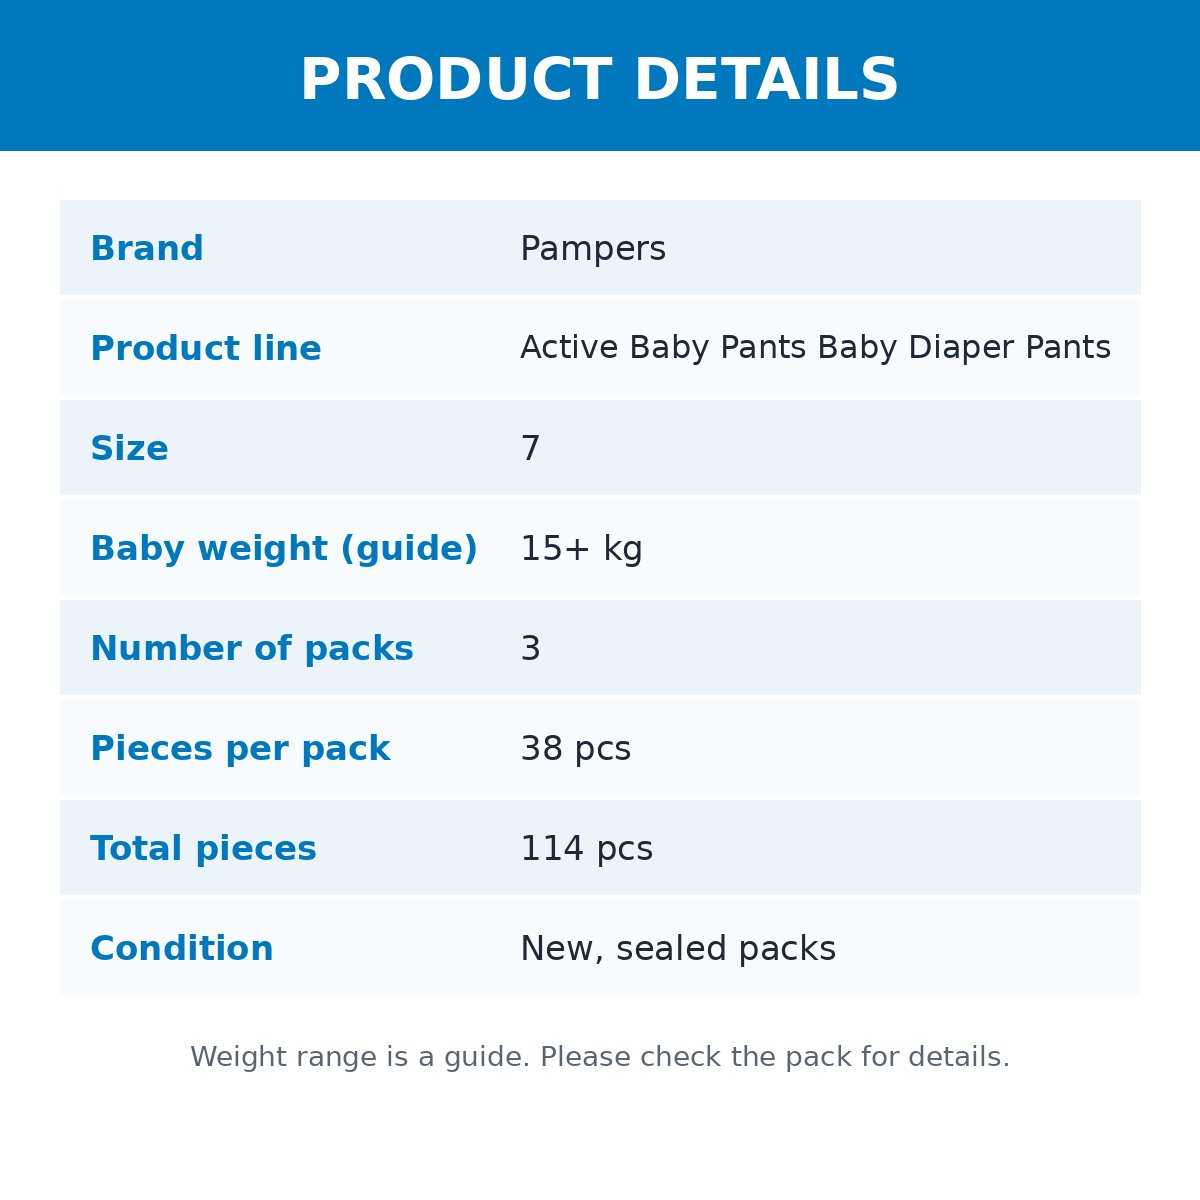 PRODUCT DETAILS
Brand Pampers
Product line Active Baby Pants Baby Diaper Pants
Size 7
Baby weight (guide) 15+ kg
Number of packs 3
Pieces per pack 38 pcs
Total pieces 114 pcs
Condition New, sealed packs
Weight range is a guide. Please check the pack for details.